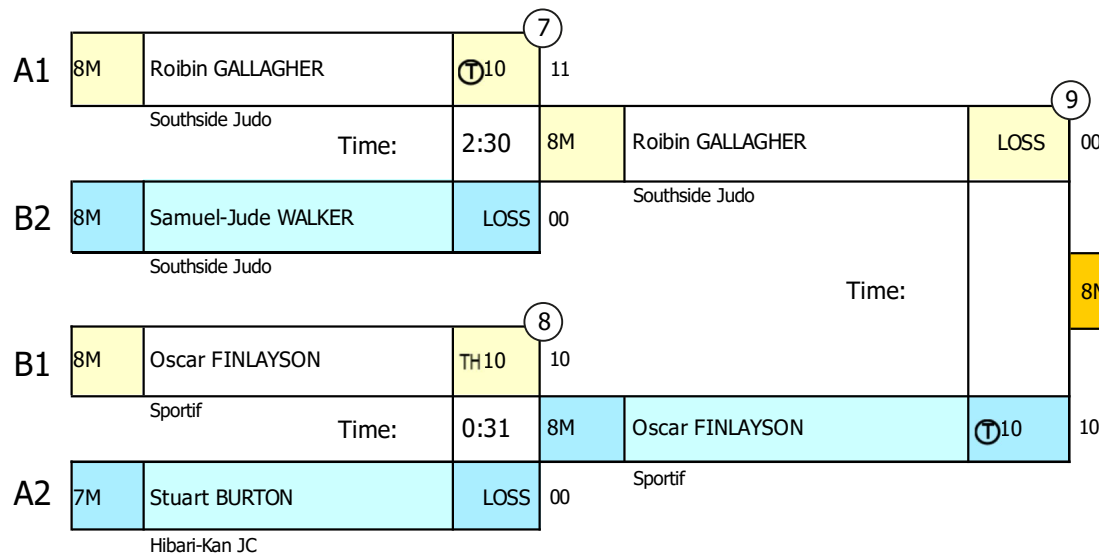 7
A1 8M Roibin GALLAGHER Ⓣ10 11
9
Southside Judo
Time: 2:30 8M Roibin GALLAGHER LOSS 00
Southside Judo
B2 8M Samuel-Jude WALKER LOSS 00
Southside Judo
Time: 8M
8
B1 8M Oscar FINLAYSON TH10 10
Sportif
Time: 0:31 8M Oscar FINLAYSON Ⓣ10 10
Sportif
A2 7M Stuart BURTON LOSS 00
Hibari-Kan JC